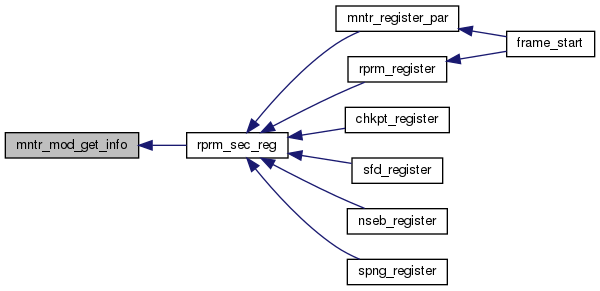 mntr_register_par
frame_start
rprm_register
chkpt_register
mntr_mod_get_info
rprm_sec_reg
sfd_register
nseb_register
spng_register